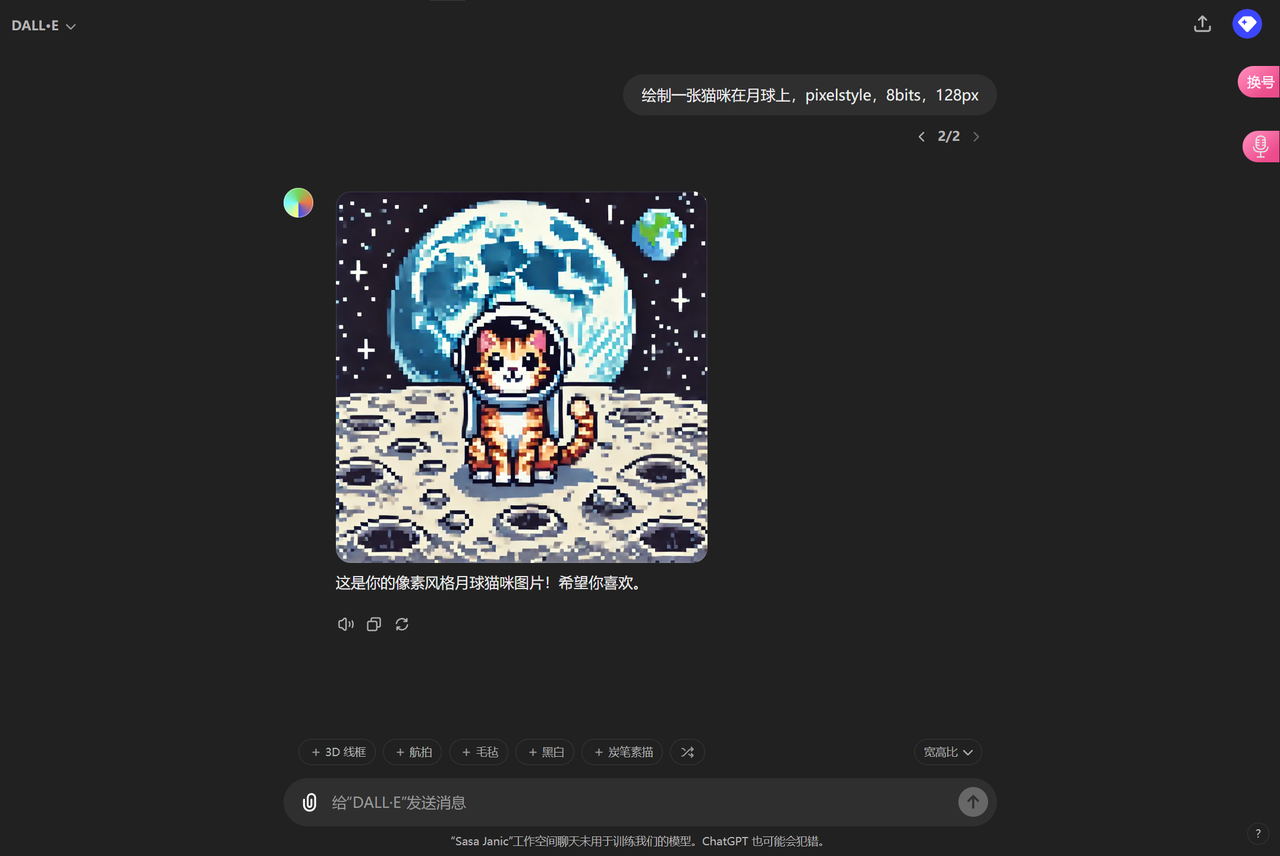 DALL•E
换号
绘制一张猫咪在月球上，pixelstyle，8bits，128px
2/2
这是你的像素风格月球猫咪图片！希望你喜欢。
3D 线框
航拍
毛毡
黑白
炭笔素描
宽高比
给“DALL·E”发送消息
“Sasa Janic”工作空间聊天未用于训练我们的模型。ChatGPT 也可能会犯错。
?